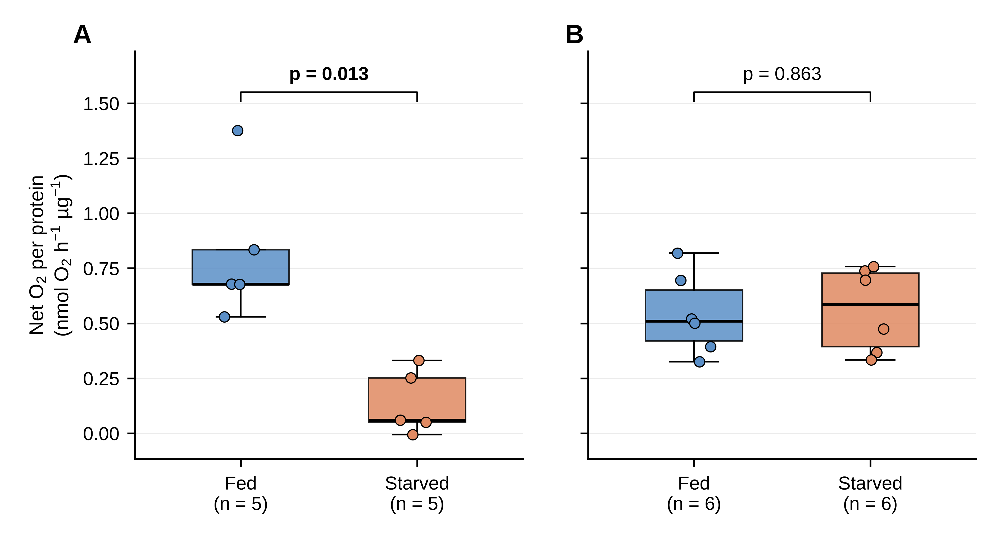 A
p = 0.013
1.50
1.25
1.00
0.75
0.50
0.25
0.00
Net O₂ per protein
(nmol O₂ h⁻¹ µg⁻¹)
Fed
(n = 5)
Starved
(n = 5)
B
p = 0.863
Fed
(n = 6)
Starved
(n = 6)